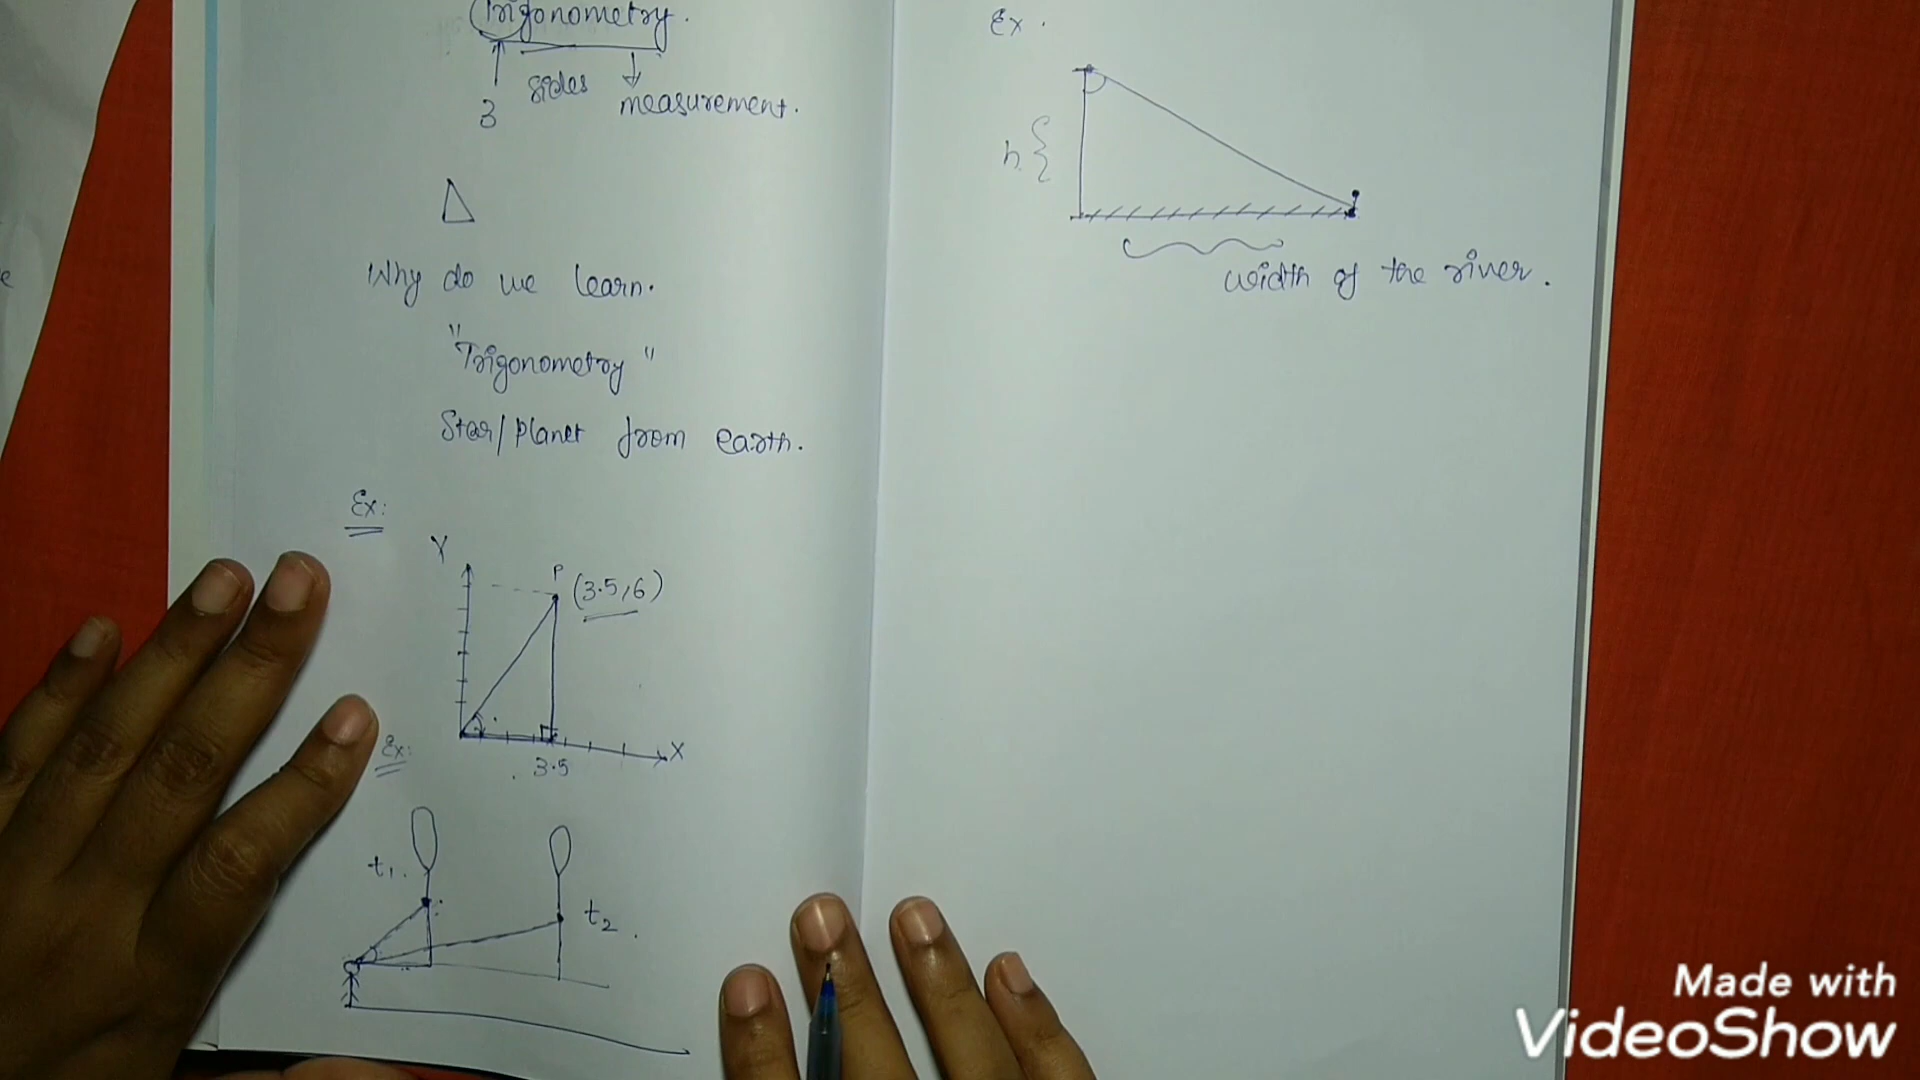 Trigonometry.
3 sides measurement.
Why do we learn.
"Trigonometry"
Star/Planet from earth.
Ex:
Y
P (3.5,6)
X
3.5
Ex:
t1.
t2.
Ex.
h
width of the river.
Made with
VideoShow